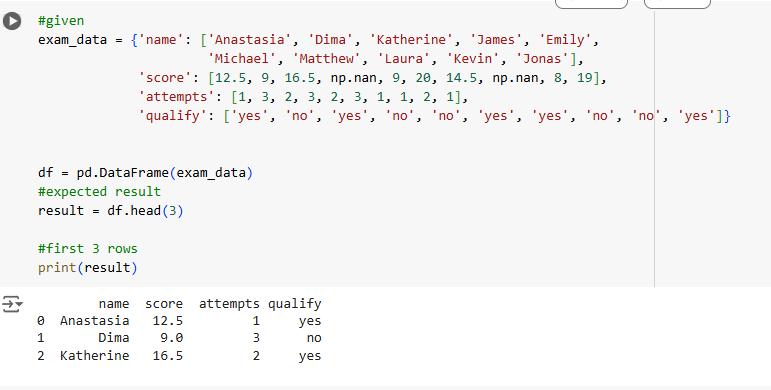 #given
exam_data = {'name': ['Anastasia', 'Dima', 'Katherine', 'James', 'Emily',
'Michael', 'Matthew', 'Laura', 'Kevin', 'Jonas'],
'score': [12.5, 9, 16.5, np.nan, 9, 20, 14.5, np.nan, 8, 19],
'attempts': [1, 3, 2, 3, 2, 3, 1, 1, 2, 1],
'qualify': ['yes', 'no', 'yes', 'no', 'no', 'yes', 'yes', 'no', 'no', 'yes']}
df = pd.DataFrame(exam_data)
#expected result
result = df.head(3)
#first 3 rows
print(result)
name score attempts qualify
0 Anastasia 12.5 1 yes
1 Dima 9.0 3 no
2 Katherine 16.5 2 yes